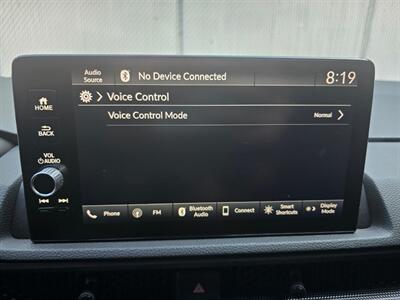 Audio Source
No Device Connected
8:19
HOME
Voice Control
Voice Control Mode
Normal
BACK
VOL
AUDIO
Phone
FM
Bluetooth Audio
Connect
Smart Shortcuts
Display Mode